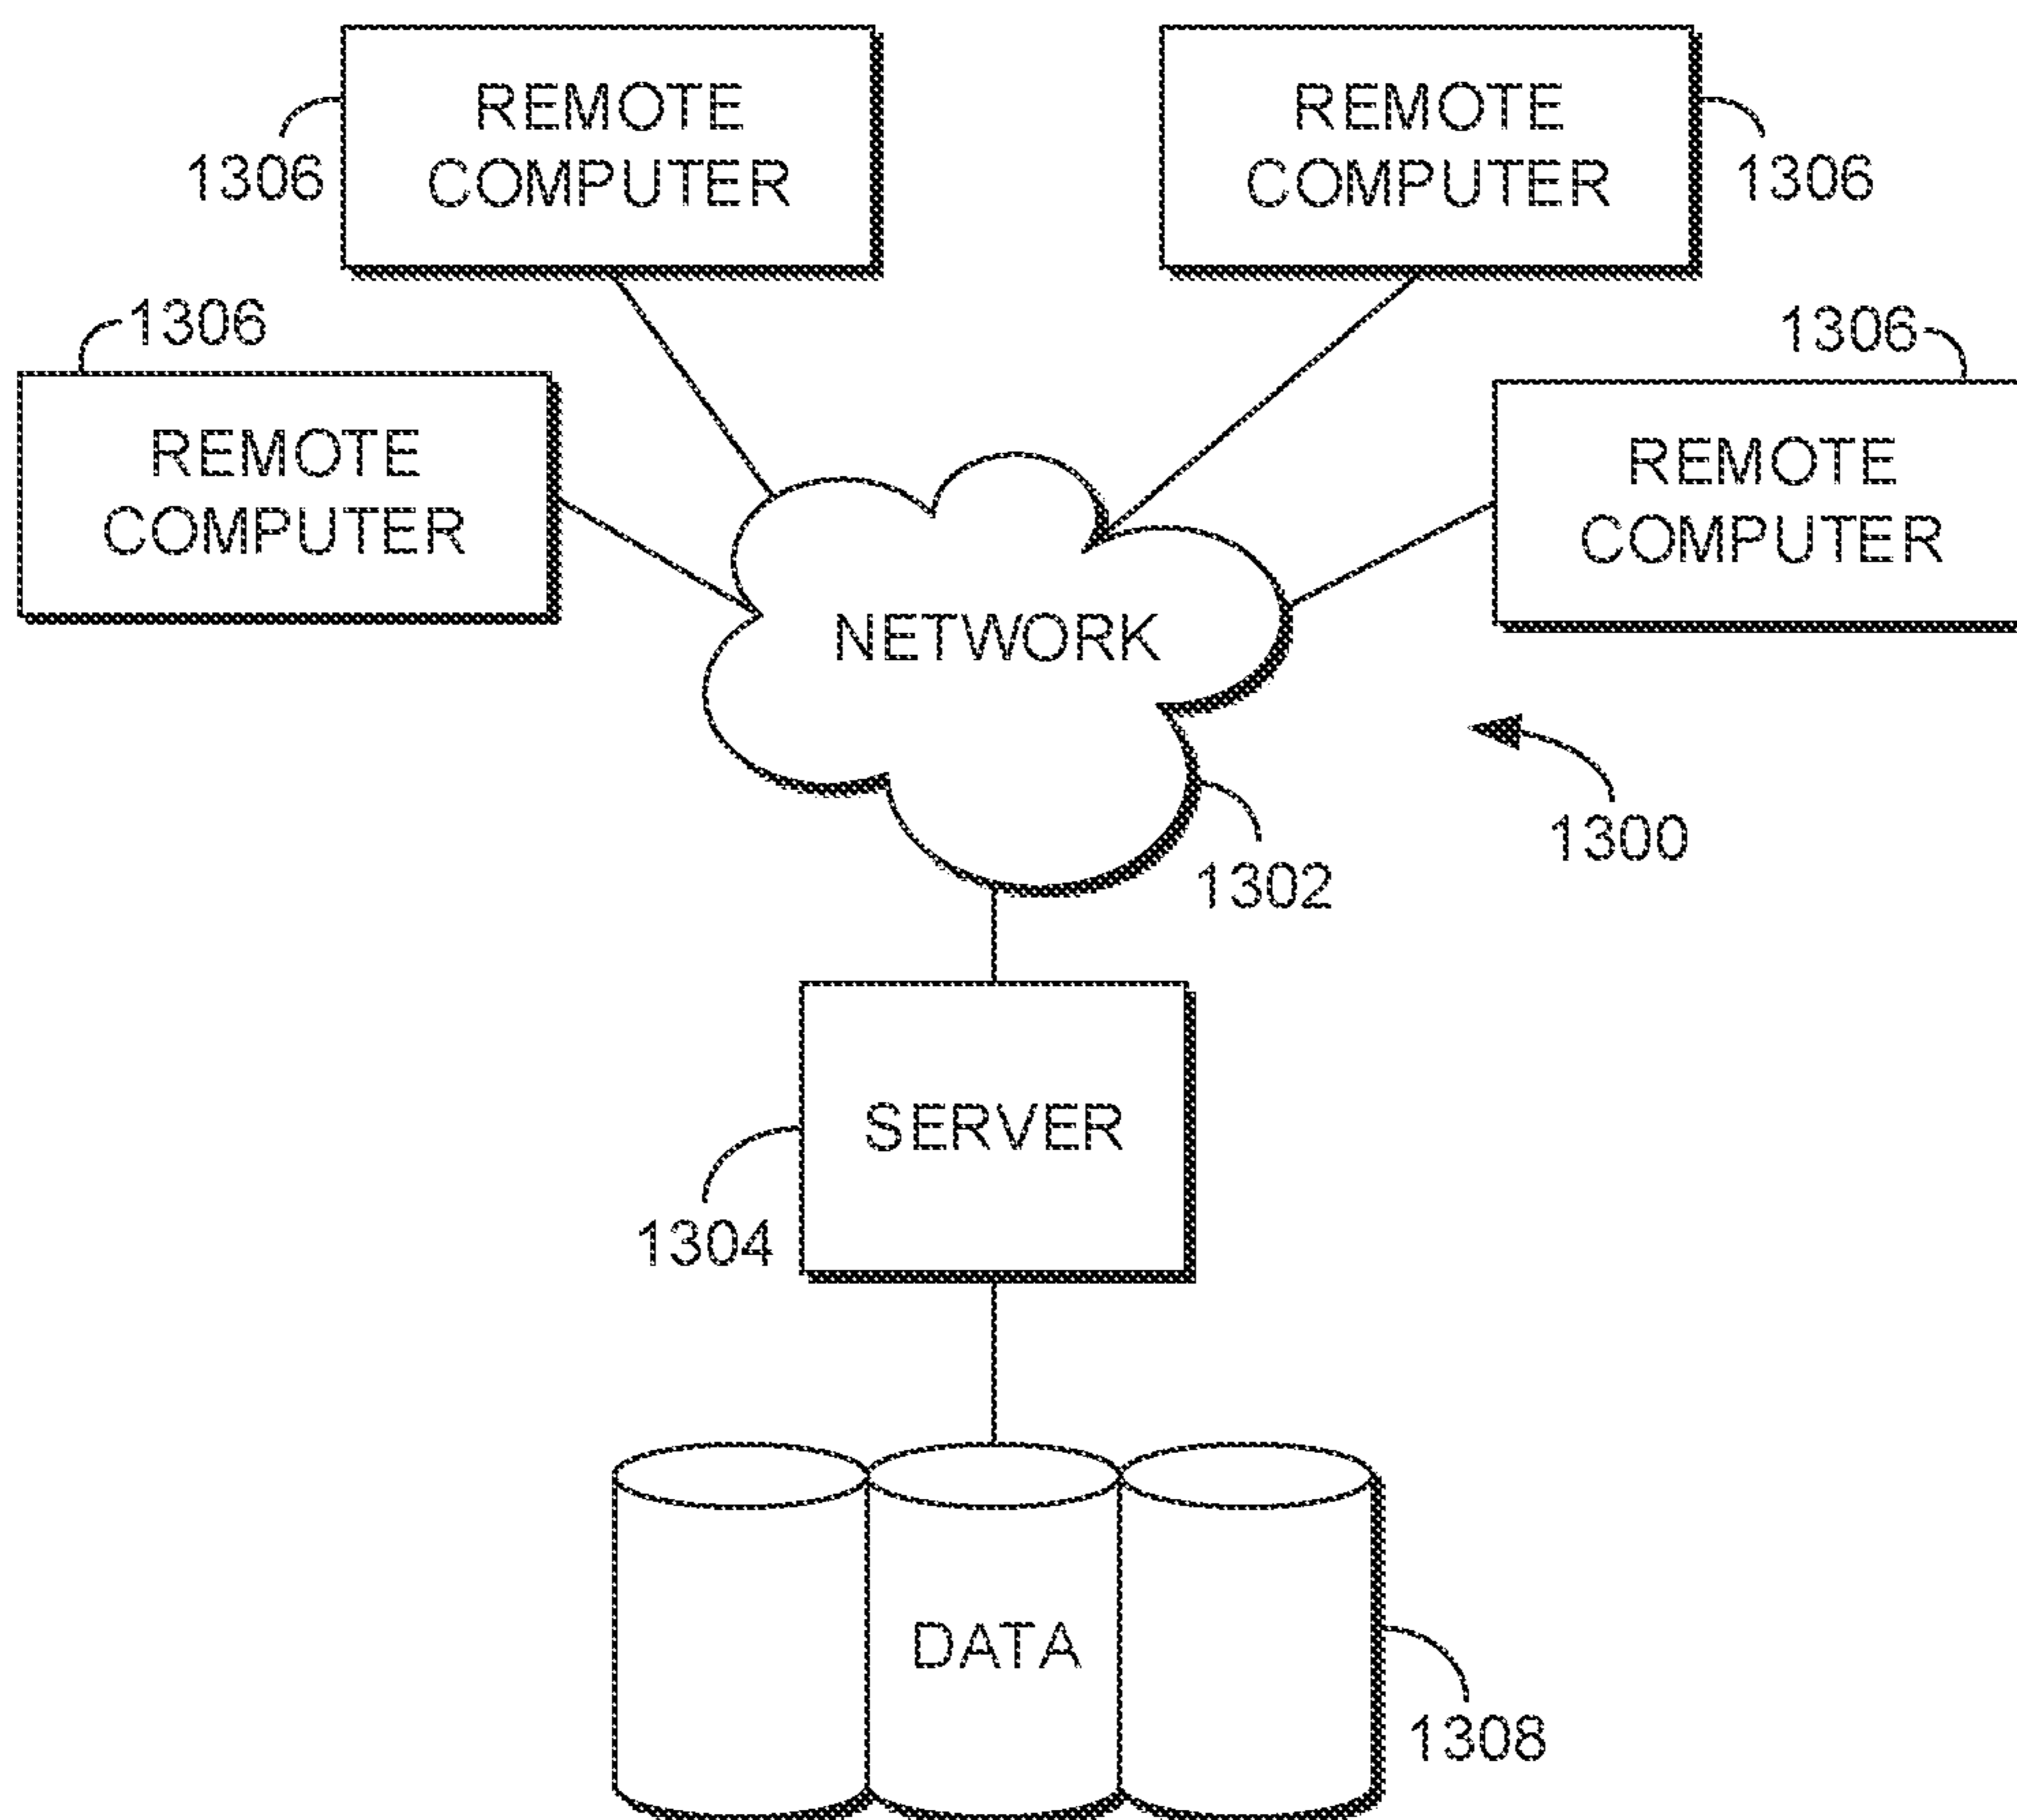 REMOTE
COMPUTER
1306
REMOTE
COMPUTER
1306
1306
REMOTE
COMPUTER
1306
REMOTE
COMPUTER
NETWORK
1300
1302
SERVER
1304
DATA
1308